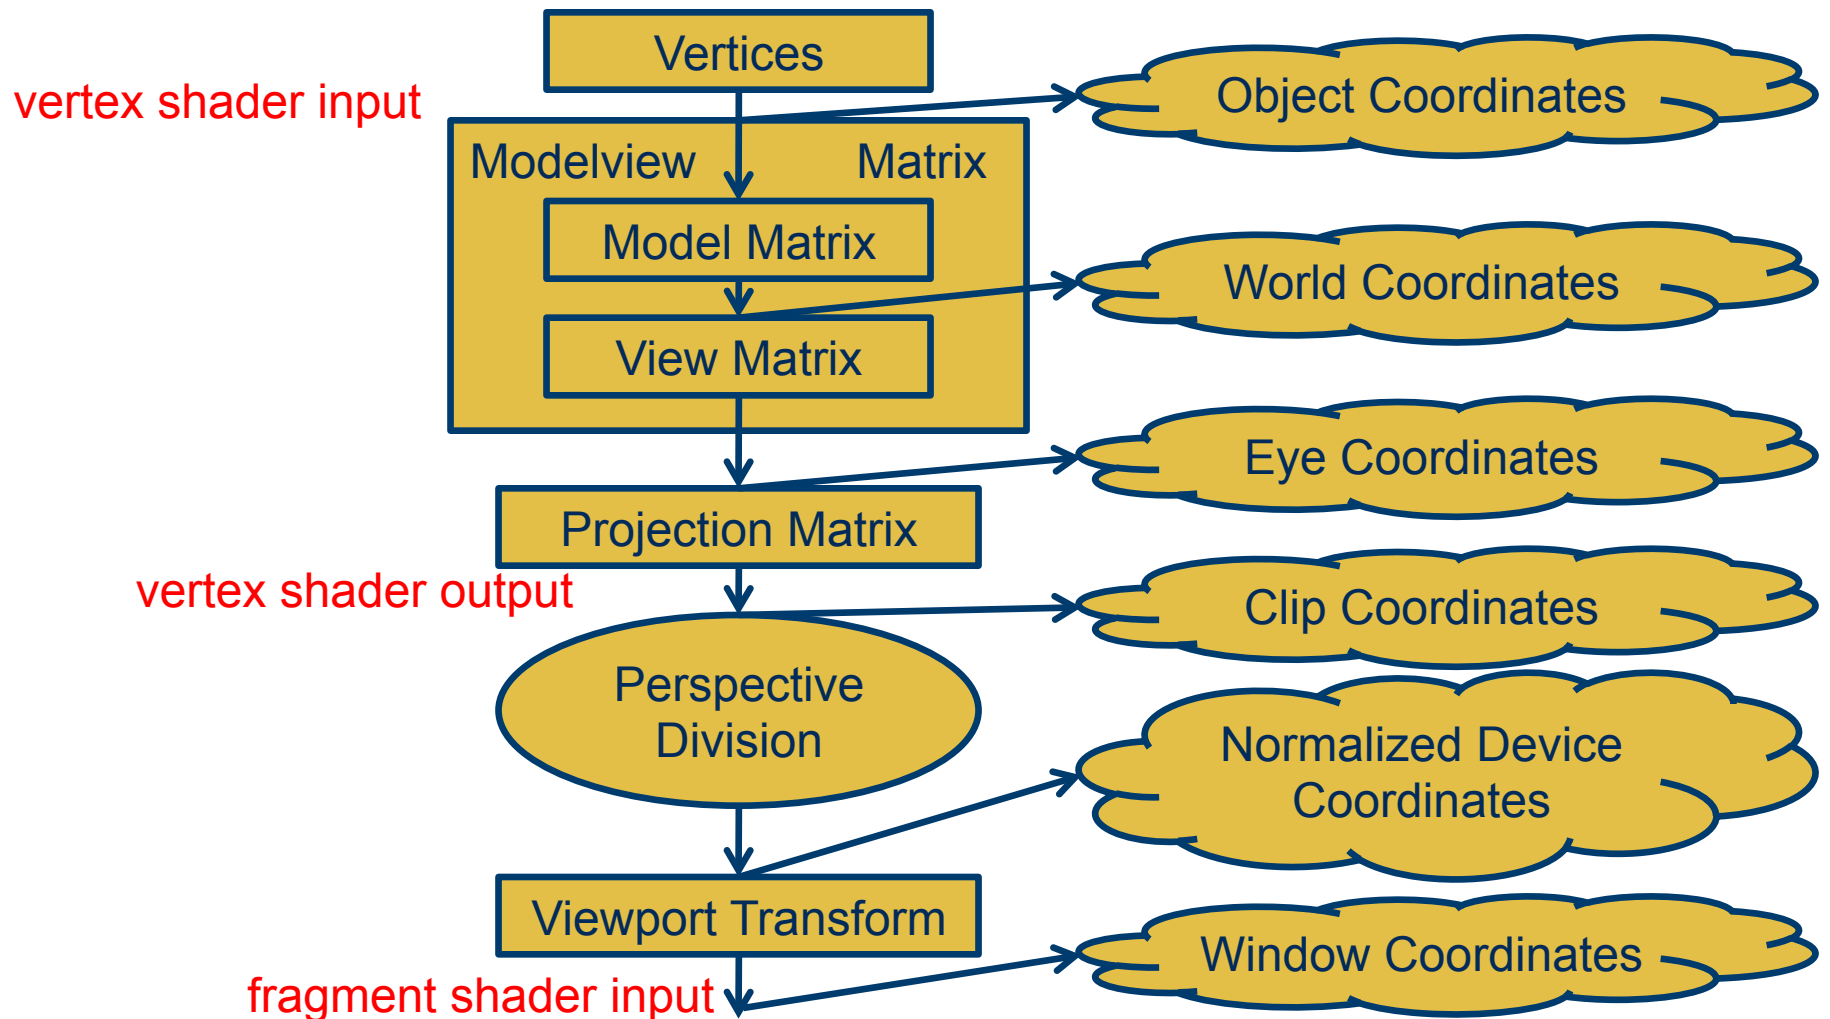 Vertices
vertex shader input
Object Coordinates
Modelview Matrix
Model Matrix
World Coordinates
View Matrix
Eye Coordinates
Projection Matrix
vertex shader output
Clip Coordinates
Perspective
Division
Normalized Device
Coordinates
Viewport Transform
Window Coordinates
fragment shader input